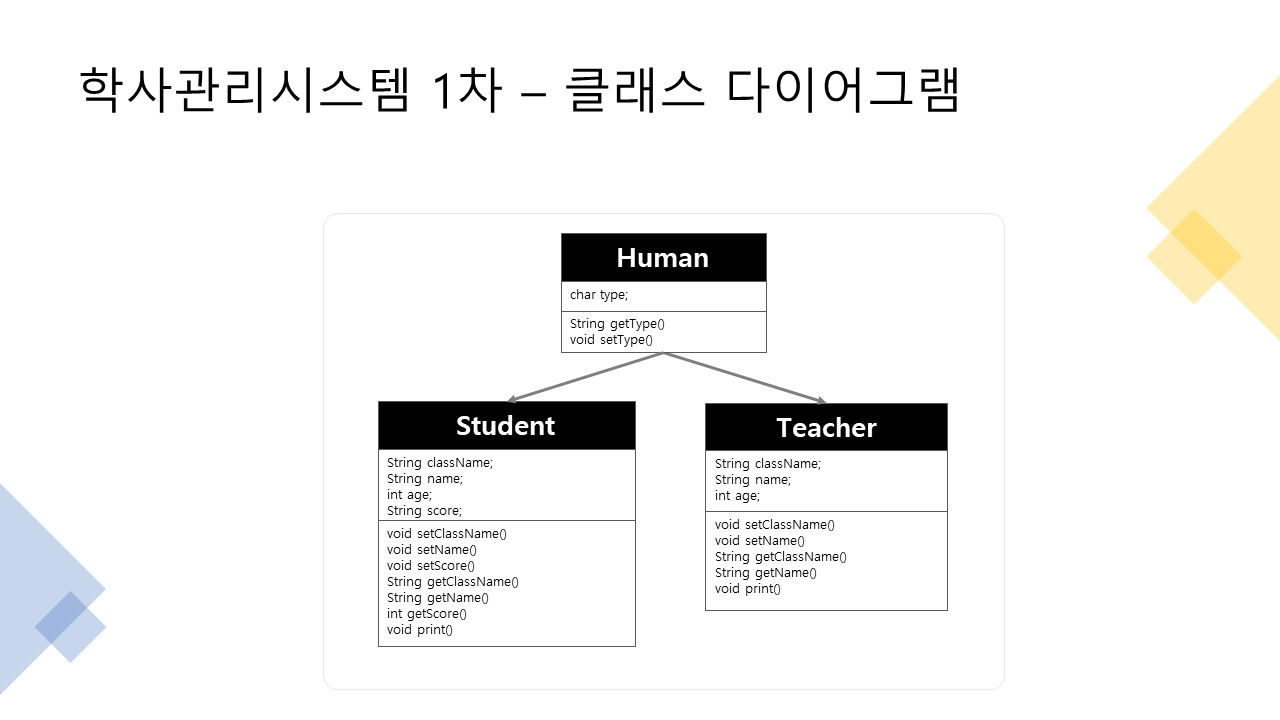 학사관리시스템 1차 – 클래스 다이어그램
Human
char type;
String getType()
void setType()
Student
String className;
String name;
int age;
String score;
void setClassName()
void setName()
void setScore()
String getClassName()
String getName()
int getScore()
void print()
Teacher
String className;
String name;
int age;
void setClassName()
void setName()
String getClassName()
String getName()
void print()